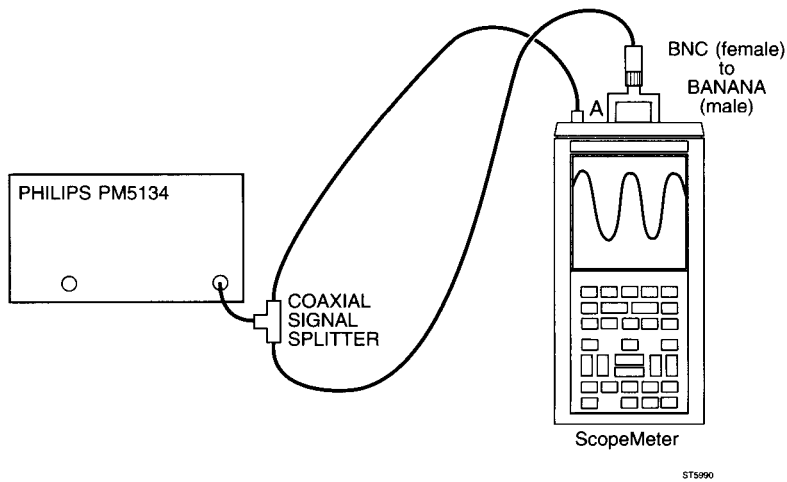 BNC (female)
to
BANANA
(male)
A
PHILIPS PM5134
COAXIAL
SIGNAL
SPLITTER
ScopeMeter
ST5990